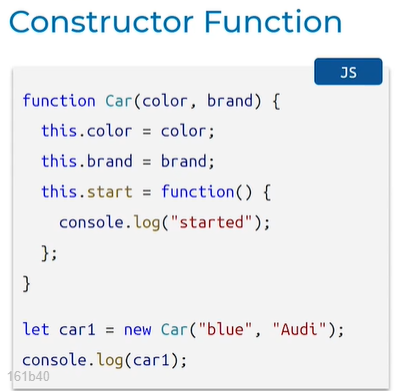 Constructor Function
JS
function Car(color, brand) {
  this.color = color;
  this.brand = brand;
  this.start = function() {
    console.log("started");
  };
}
let car1 = new Car("blue", "Audi");
console.log(car1);
161b40